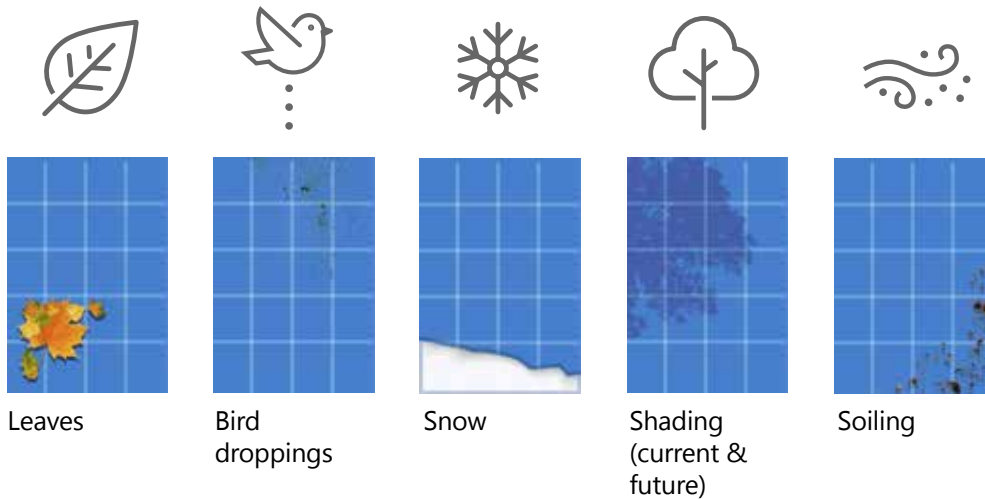 Leaves
Bird
droppings
Snow
Shading
(current &
future)
Soiling